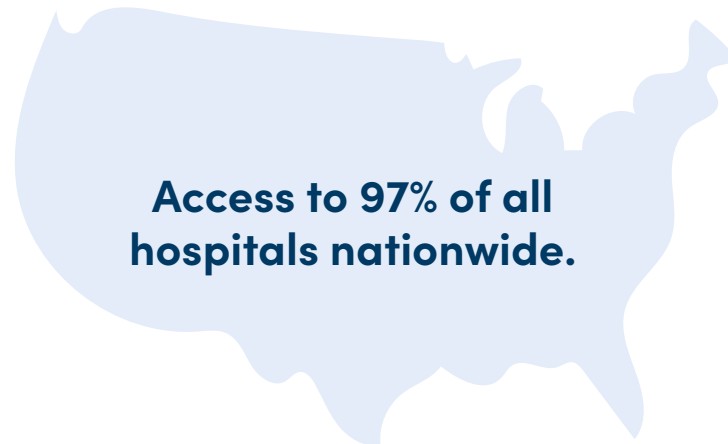 Access to 97% of all
hospitals nationwide.